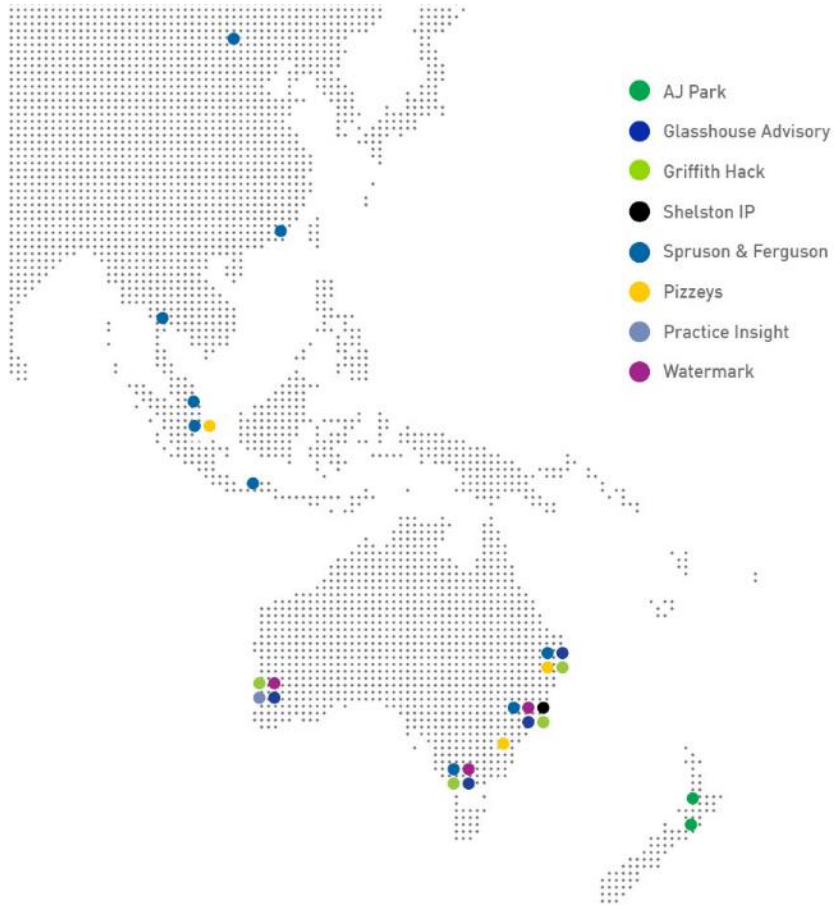 AJ Park
Glasshouse Advisory
Griffith Hack
Shelston IP
Spruson & Ferguson
Pizzeys
Practice Insight
Watermark